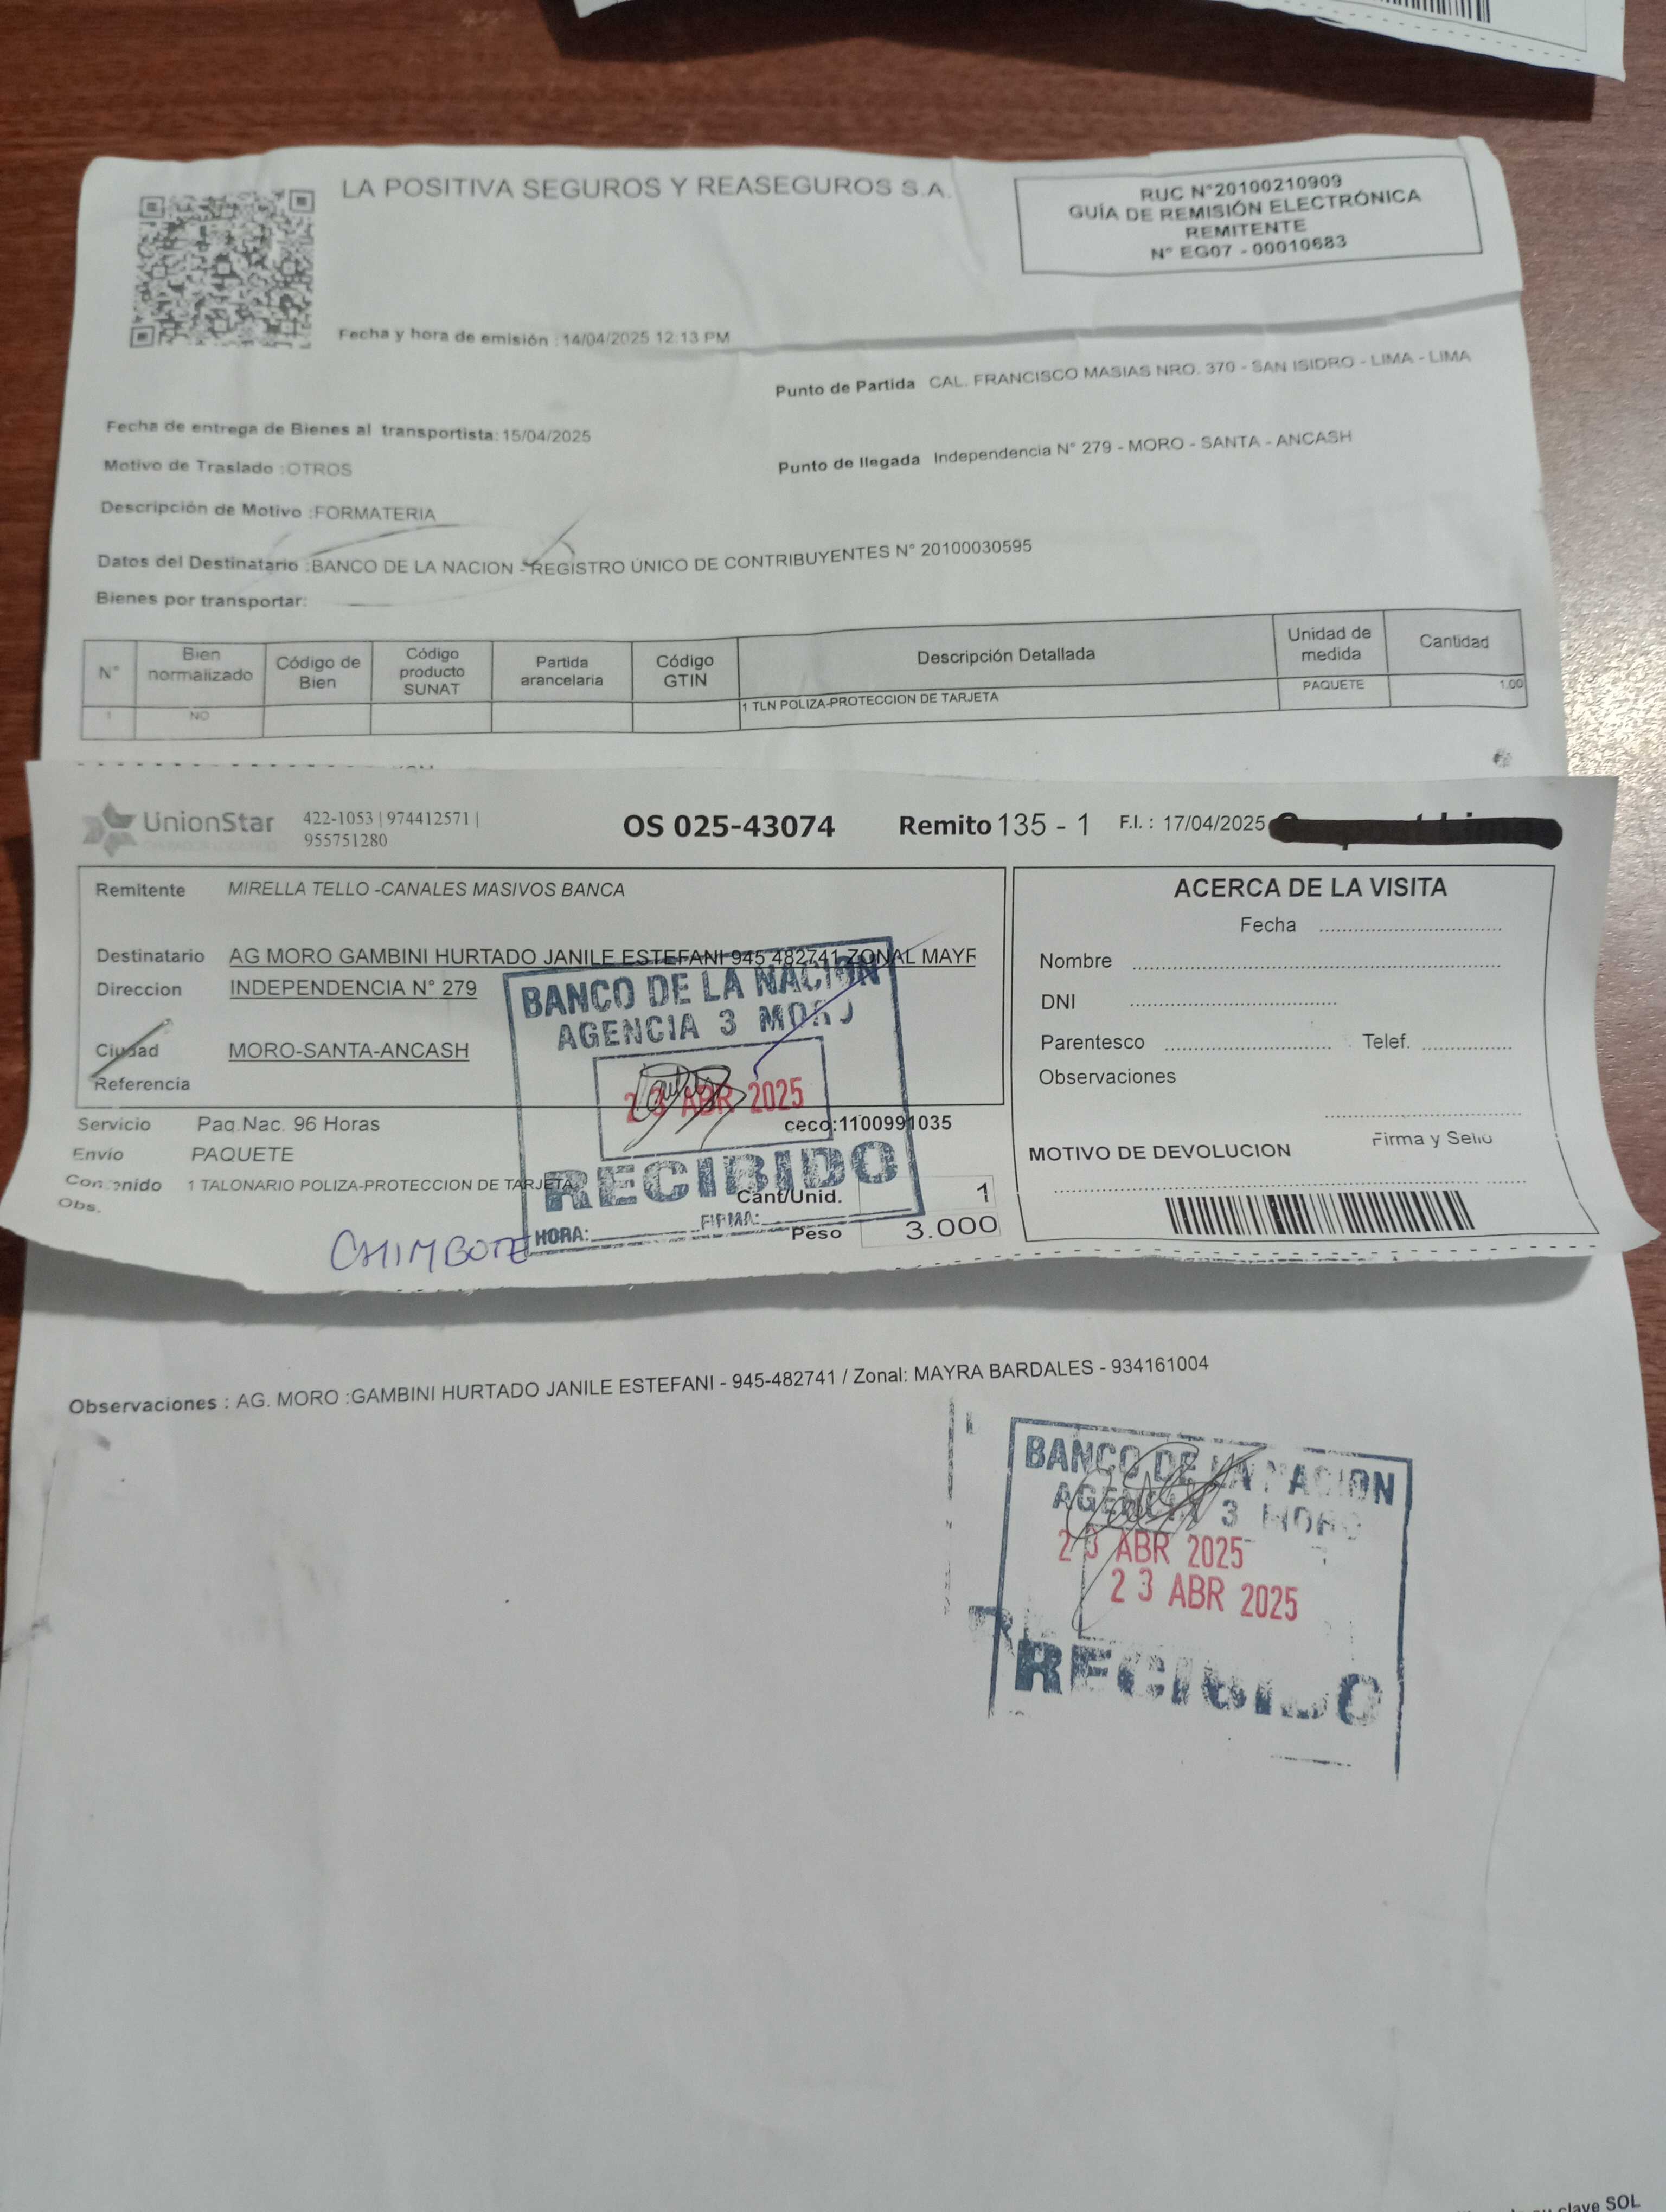 LA POSITIVA SEGUROS Y REASEGUROS S.A.
RUC N°20100210909
GUÍA DE REMISIÓN ELECTRÓNICA
REMITENTE
N° EG07 - 00010683
Fecha y hora de emisión : 14/04/2025 12:13 PM
Punto de Partida CAL. FRANCISCO MASIAS NRO. 370 - SAN ISIDRO - LIMA - LIMA
Fecha de entrega de Bienes al transportista: 15/04/2025
Punto de llegada Independencia N° 279 - MORO - SANTA - ANCASH
Motivo de Traslado : OTROS
Descripción de Motivo : FORMATERIA
Datos del Destinatario : BANCO DE LA NACION - REGISTRO ÚNICO DE CONTRIBUYENTES N° 20100030595
Bienes por transportar:
N° Bien normalizado Código de Bien Código producto SUNAT Partida arancelaria Código GTIN Descripción Detallada Unidad de medida Cantidad
1 NO 1 TLN POLIZA-PROTECCION DE TARJETA PAQUETE 1.00
UnionStar 422-1053 | 974412571 |
955751280
OS 025-43074 Remito 135 - 1 F.I. : 17/04/2025
Remitente MIRELLA TELLO -CANALES MASIVOS BANCA
Destinatario AG MORO GAMBINI HURTADO JANILE ESTEFANI 945 482741 ZONAL MAYF
Direccion INDEPENDENCIA N° 279
Ciudad MORO-SANTA-ANCASH
Referencia
Servicio Paq.Nac. 96 Horas ceco:1100991035
Envío PAQUETE
Contenido 1 TALONARIO POLIZA-PROTECCION DE TARJETA
Obs.
Cant/Unid. 1
Peso 3.000
BANCO DE LA NACION
AGENCIA 3 MORO
23 ABR 2025
RECIBIDO
HORA: FIRMA:
CHIMBOTE
ACERCA DE LA VISITA
Fecha
Nombre
DNI
Parentesco Telef.
Observaciones
Firma y Sello
MOTIVO DE DEVOLUCION
Observaciones : AG. MORO :GAMBINI HURTADO JANILE ESTEFANI - 945-482741 / Zonal: MAYRA BARDALES - 934161004
BANCO DE LA NACION
AGENCIA 3 MORO
23 ABR 2025
23 ABR 2025
RECIBIDO
su clave SOL